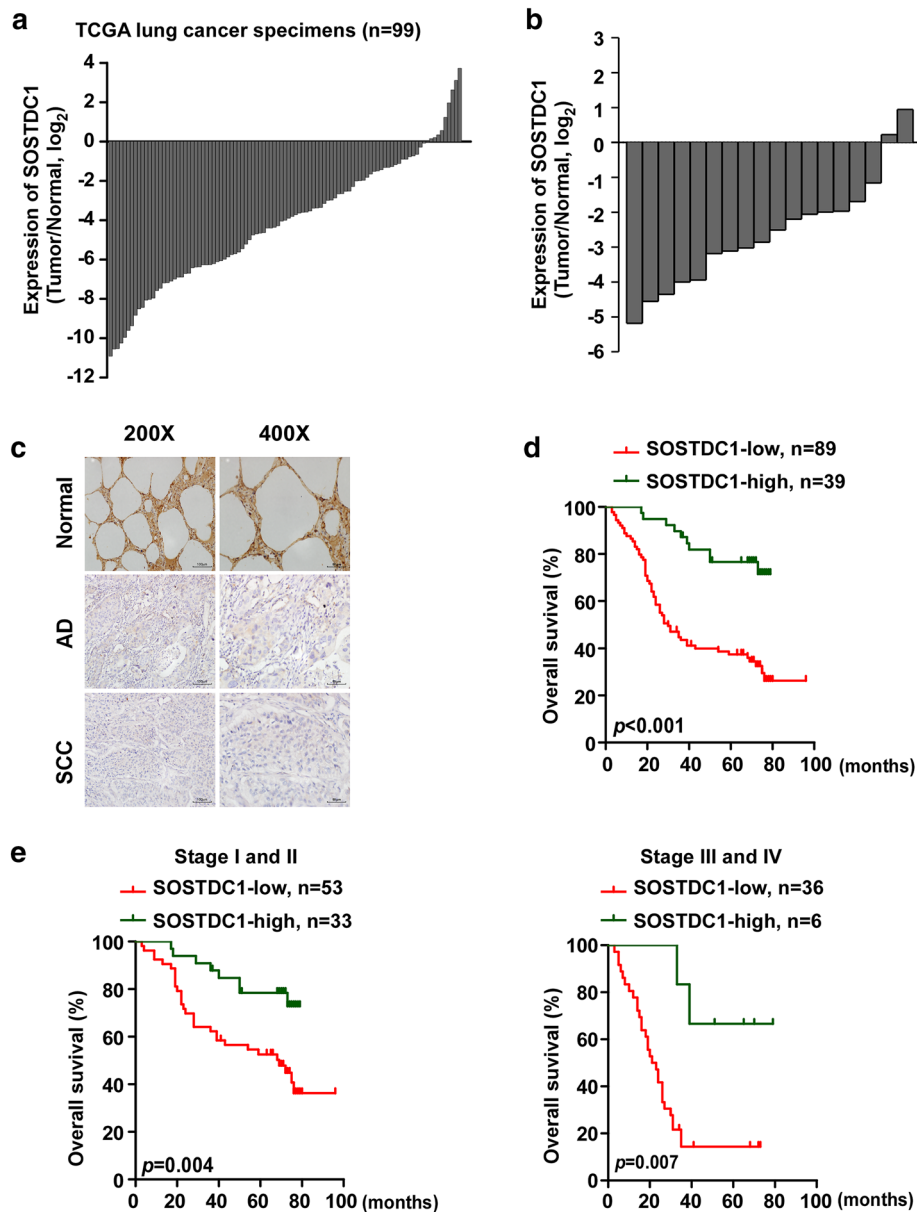 a
TCGA lung cancer specimens (n=99)
Expression of SOSTDC1
(Tumor/Normal, log2)
4
2
0
-2
-4
-6
-8
-10
-12
b
Expression of SOSTDC1
(Tumor/Normal, log2)
3
2
1
0
-1
-2
-3
-4
-5
-6
c
200X 400X
Normal
AD
SCC
d
SOSTDC1-low, n=89
SOSTDC1-high, n=39
Overall suvival (%)
100
80
60
40
20
0
p<0.001
0 20 40 60 80 100 (months)
e
Stage I and II
SOSTDC1-low, n=53
SOSTDC1-high, n=33
Overall suvival (%)
100
80
60
40
20
0
p=0.004
0 20 40 60 80 100 (months)
Stage III and IV
SOSTDC1-low, n=36
SOSTDC1-high, n=6
Overall suvival (%)
100
80
60
40
20
0
p=0.007
0 20 40 60 80 100 (months)